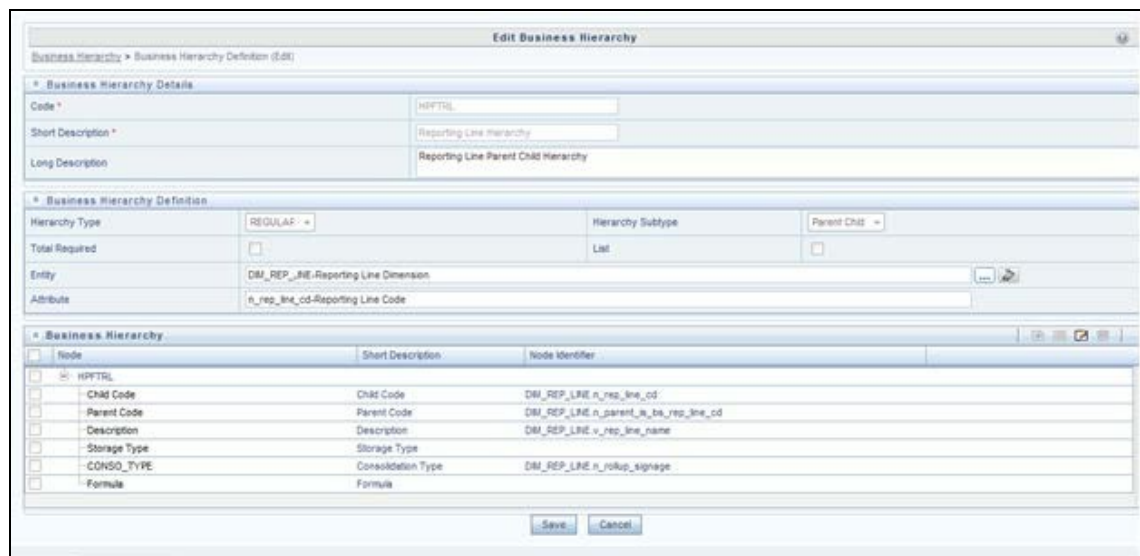 Edit Business Hierarchy
Business Hierarchy > Business Hierarchy Definition (Edit)
Business Hierarchy Details
Code *
HPFTRL
Short Description *
Reporting Line Hierarchy
Long Description
Reporting Line Parent Child Hierarchy
Business Hierarchy Definition
Hierarchy Type
REGULAR
Hierarchy Subtype
Parent Child
Total Required
List
Entity
DIM_REP_LINE-Reporting Line Dimension
...
Attribute
n_rep_line_cd-Reporting Line Code
Business Hierarchy
Node Short Description Node Identifier
HPFTRL
Child Code Child Code DIM_REP_LINE.n_rep_line_cd
Parent Code Parent Code DIM_REP_LINE.n_parent_is_bs_rep_line_cd
Description Description DIM_REP_LINE.v_rep_line_name
Storage Type Storage Type
CONSO_TYPE Consolidation Type DIM_REP_LINE.n_rollup_signage
Formula Formula
Save Cancel